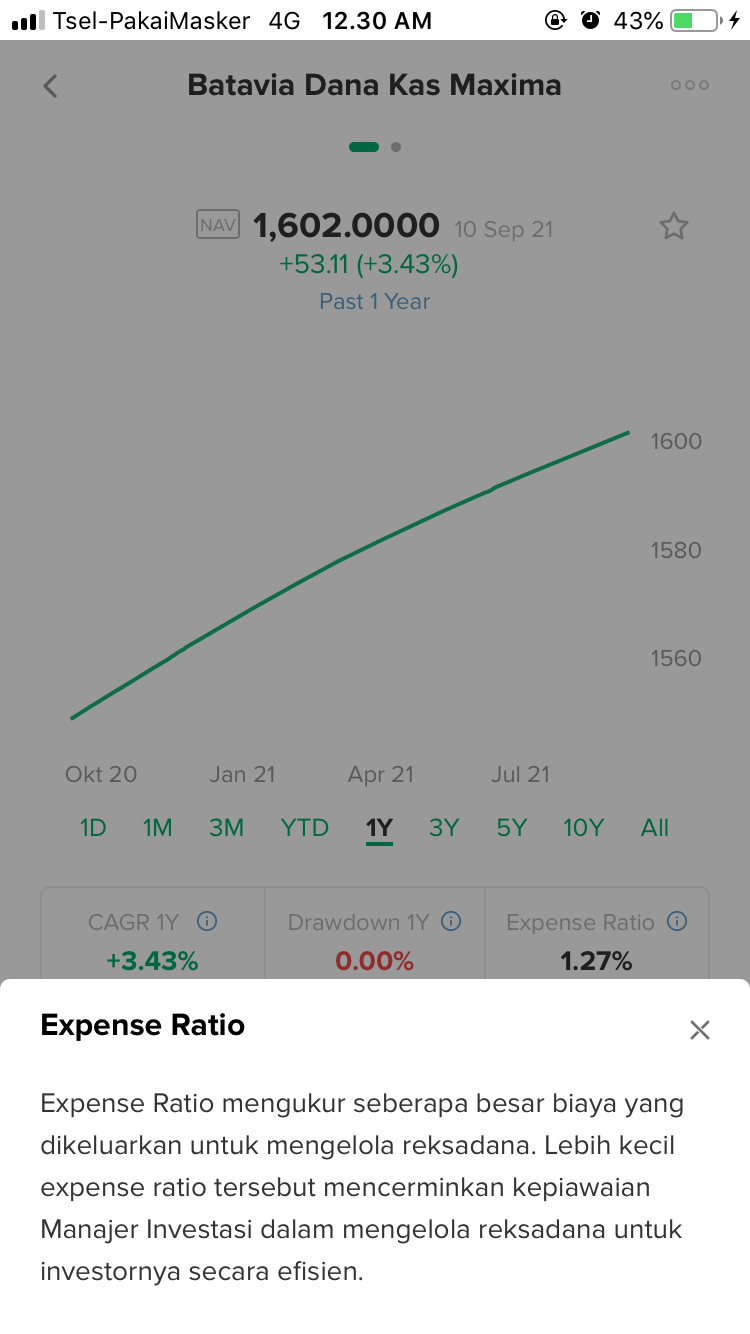 Tsel-PakaiMasker 4G 12.30 AM 43%
Batavia Dana Kas Maxima
NAV 1,602.0000 10 Sep 21
+53.11 (+3.43%)
Past 1 Year
1600
1580
1560
Okt 20 Jan 21 Apr 21 Jul 21
1D 1M 3M YTD 1Y 3Y 5Y 10Y All
CAGR 1Y Drawdown 1Y Expense Ratio
+3.43% 0.00% 1.27%
Expense Ratio
Expense Ratio mengukur seberapa besar biaya yang
dikeluarkan untuk mengelola reksadana. Lebih kecil
expense ratio tersebut mencerminkan kepiawaian
Manajer Investasi dalam mengelola reksadana untuk
investornya secara efisien.